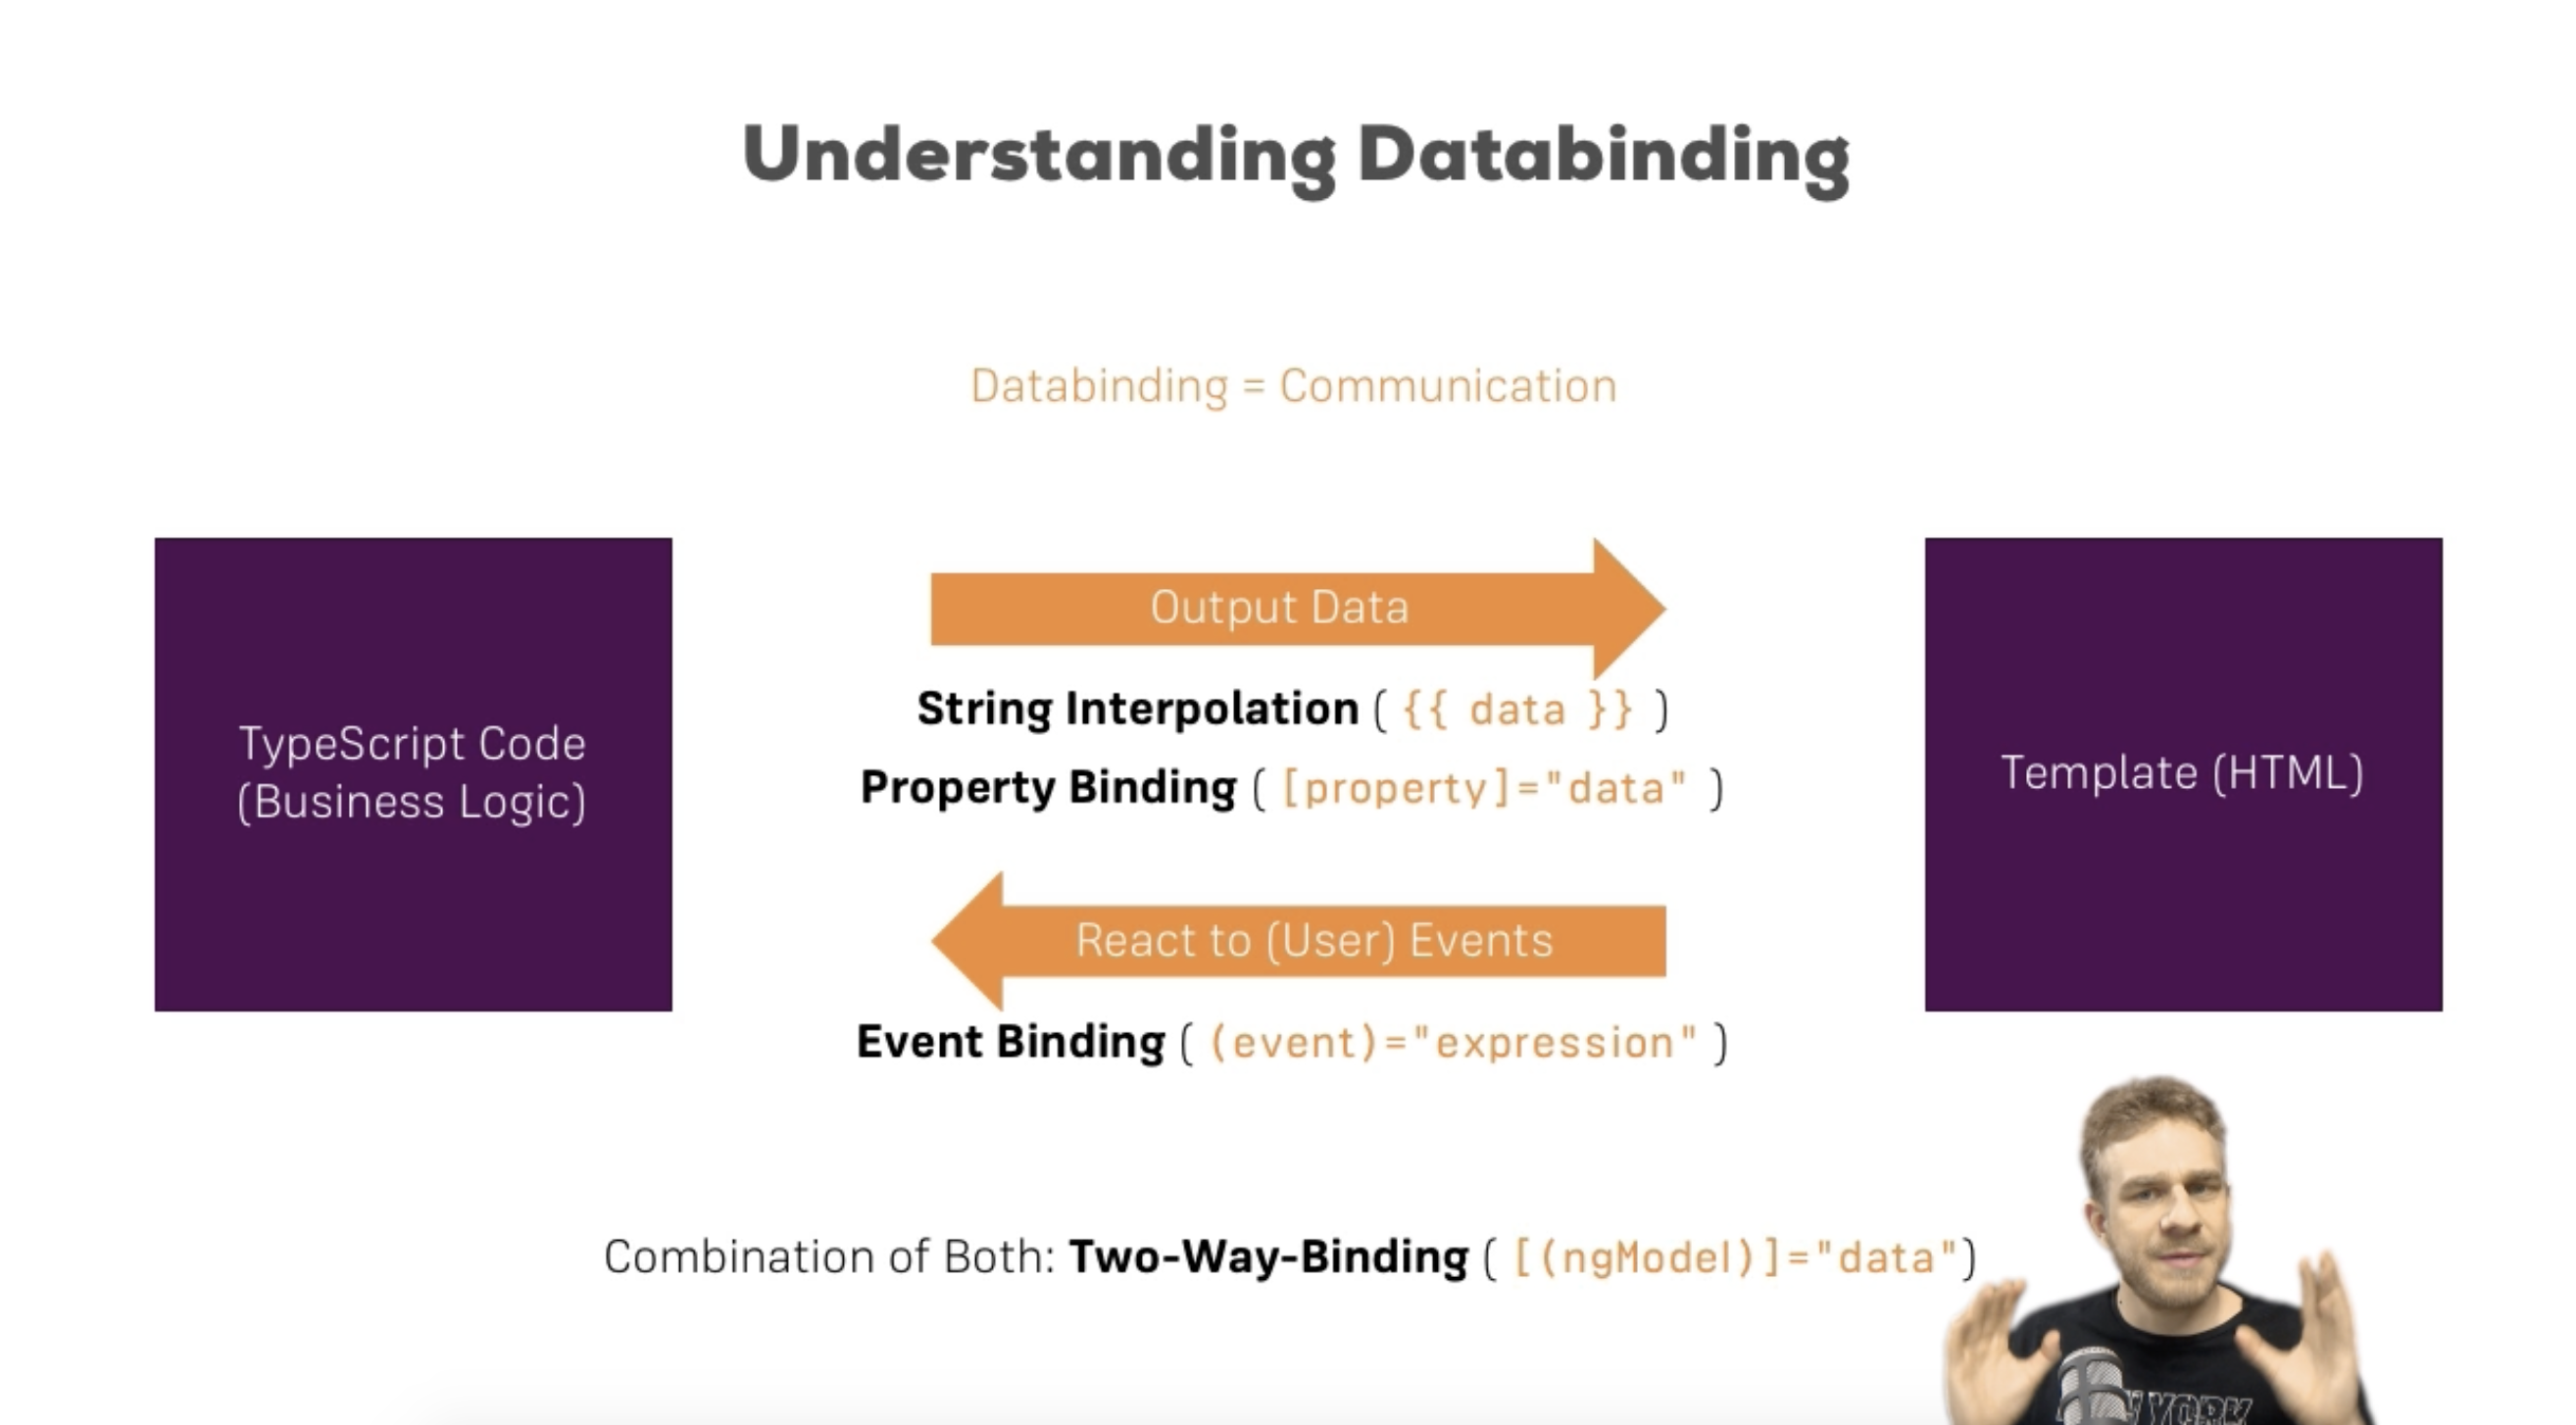 Understanding Databinding
Databinding = Communication
TypeScript Code
(Business Logic)
Output Data
String Interpolation ( {{ data }} )
Property Binding ( [property]="data" )
React to (User) Events
Event Binding ( (event)="expression" )
Template (HTML)
Combination of Both: Two-Way-Binding ( [(ngModel)]="data")
YORK